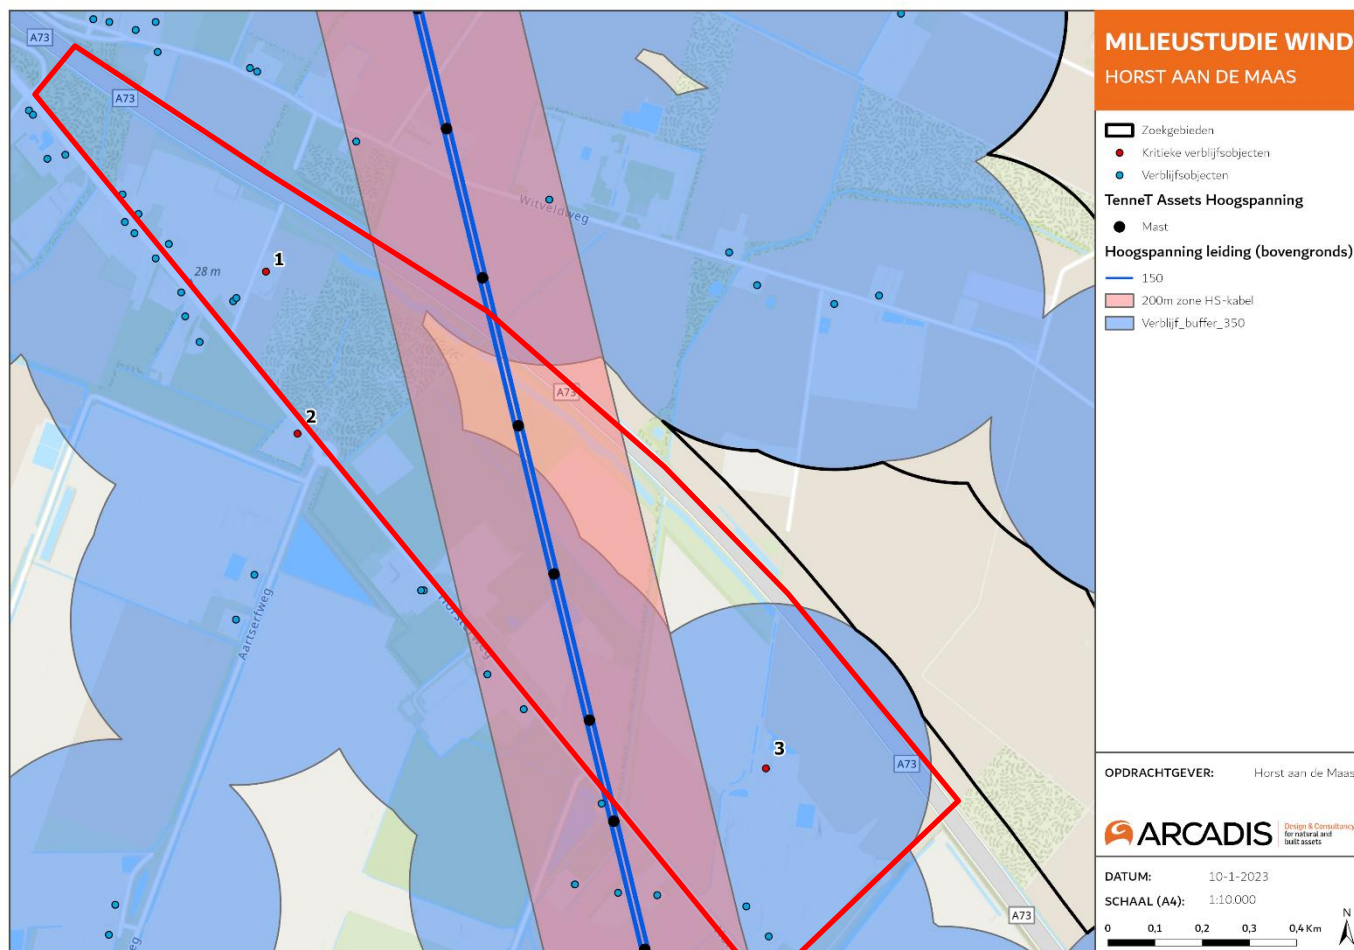 A73
A73
Witveldweg
1
28 m
A73
2
Aartserfweg
3
A73
A73
MILIEUSTUDIE WIND
HORST AAN DE MAAS
Zoekgebieden
Kritieke verblijfsobjecten
Verblijfsobjecten
TenneT Assets Hoogspanning
Mast
Hoogspanning leiding (bovengronds)
150
200m zone HS-kabel
Verblijf_buffer_350
OPDRACHTGEVER: Horst aan de Maas
ARCADIS
Design & Consultancy
for natural and
built assets
DATUM: 10-1-2023
SCHAAL (A4): 1:10.000
N
0 0,1 0,2 0,3 0,4 Km